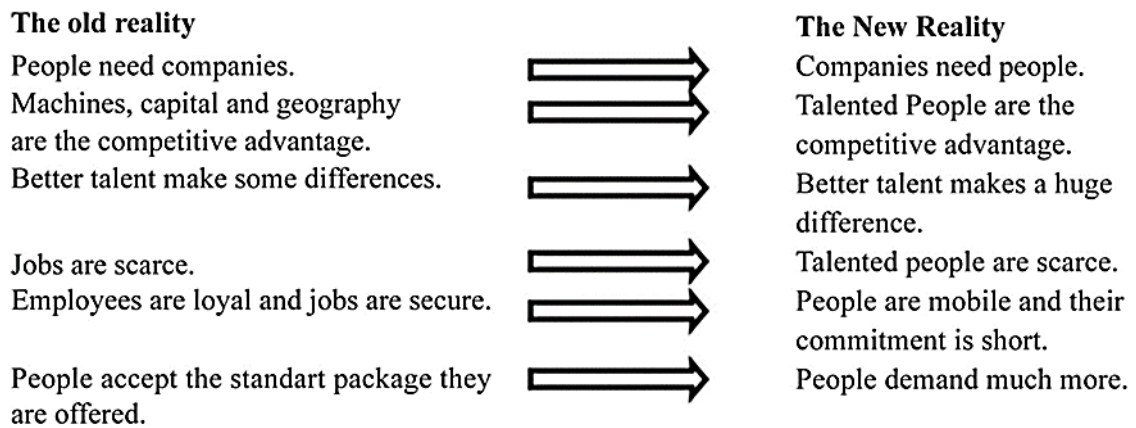 The old reality
People need companies.
Machines, capital and geography
are the competitive advantage.
Better talent make some differences.
Jobs are scarce.
Employees are loyal and jobs are secure.
People accept the standart package they
are offered.
The New Reality
Companies need people.
Talented People are the
competitive advantage.
Better talent makes a huge
difference.
Talented people are scarce.
People are mobile and their
commitment is short.
People demand much more.